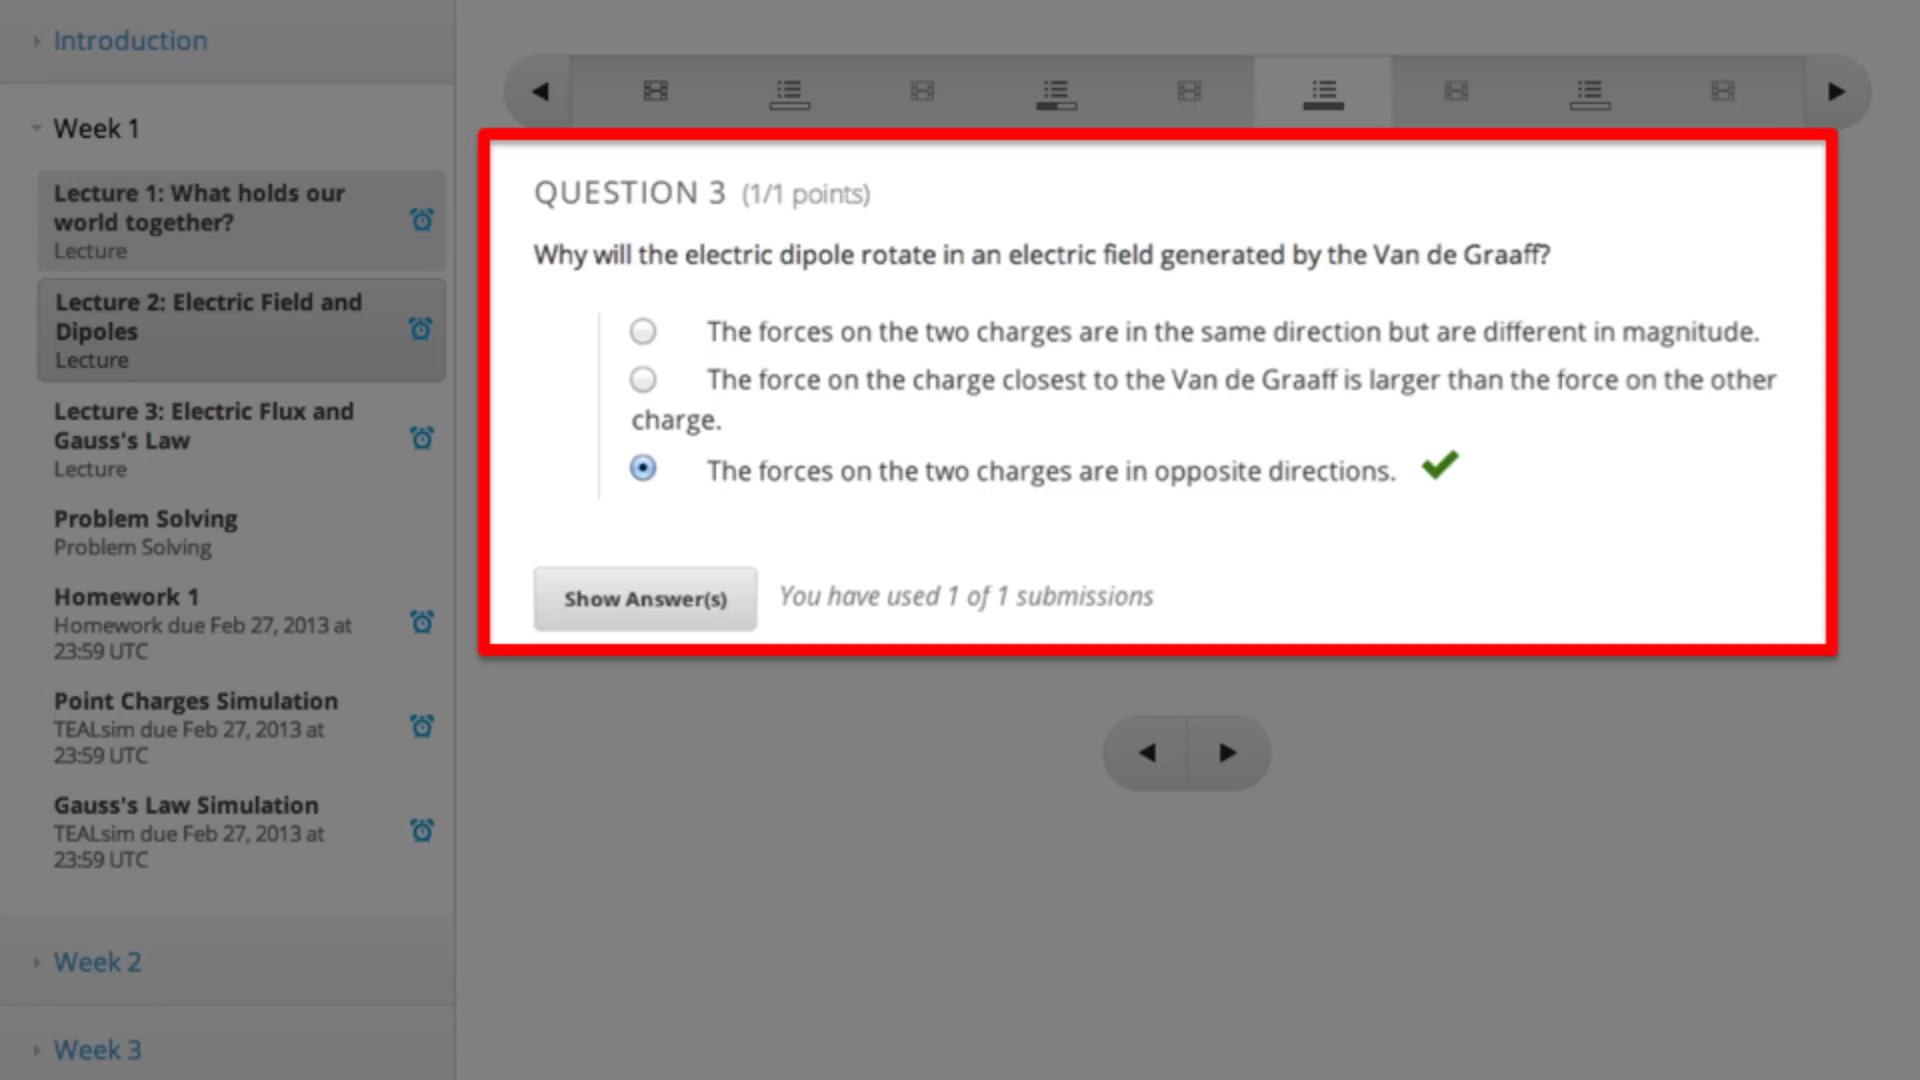 Introduction
Week 1
Lecture 1: What holds our
world together?
Lecture
Lecture 2: Electric Field and
Dipoles
Lecture
Lecture 3: Electric Flux and
Gauss's Law
Lecture
Problem Solving
Problem Solving
Homework 1
Homework due Feb 27, 2013 at
23:59 UTC
Point Charges Simulation
TEALsim due Feb 27, 2013 at
23:59 UTC
Gauss's Law Simulation
TEALsim due Feb 27, 2013 at
23:59 UTC
Week 2
Week 3
QUESTION 3 (1/1 points)
Why will the electric dipole rotate in an electric field generated by the Van de Graaff?
The forces on the two charges are in the same direction but are different in magnitude.
The force on the charge closest to the Van de Graaff is larger than the force on the other
charge.
The forces on the two charges are in opposite directions.
Show Answer(s) You have used 1 of 1 submissions